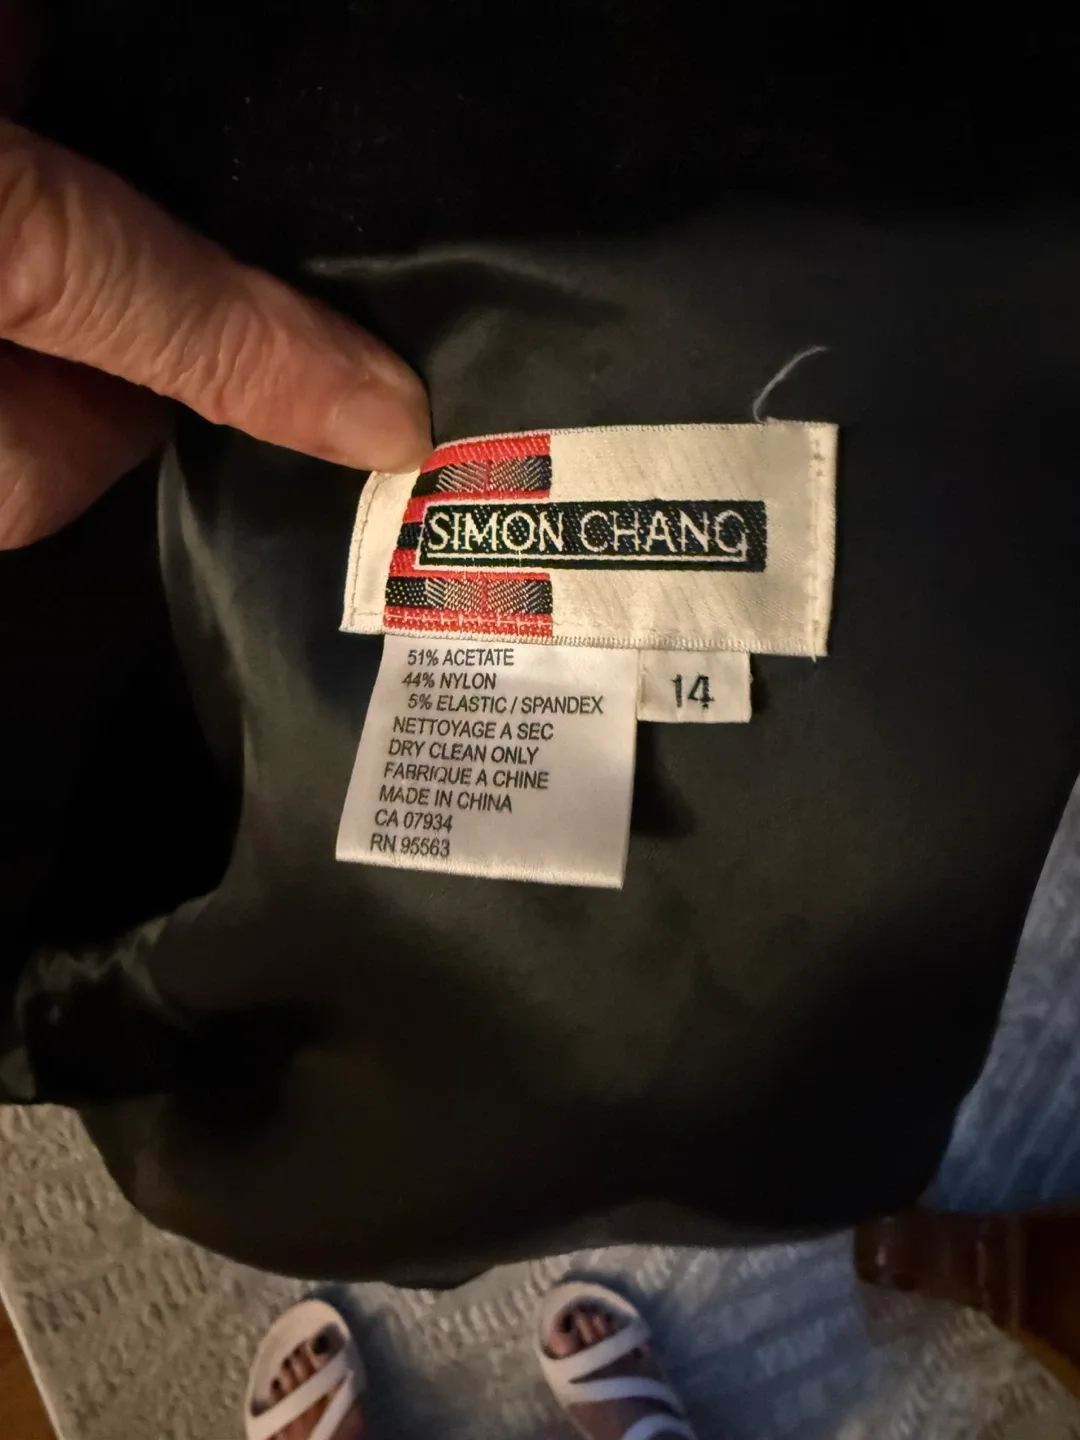 SIMON CHANG
51% ACETATE
44% NYLON
5% ELASTIC / SPANDEX
NETTOYAGE A SEC
DRY CLEAN ONLY
FABRIQUE A CHINE
MADE IN CHINA
CA 07934
RN 95563
14